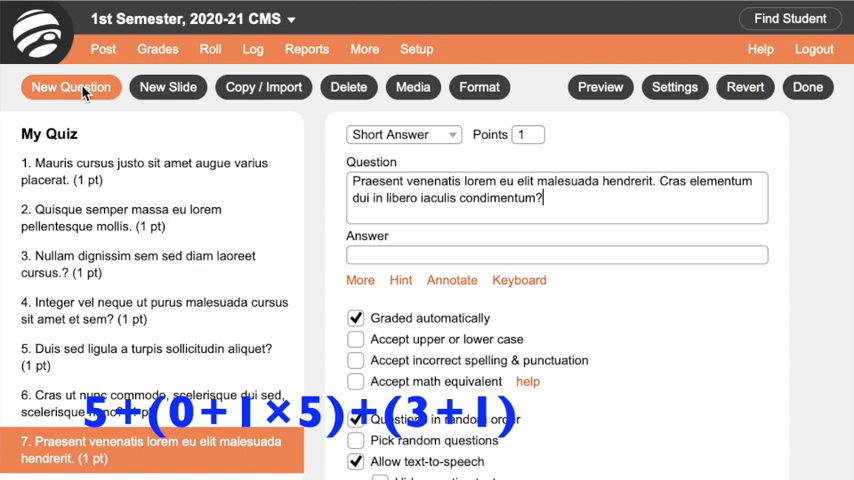 1st Semester, 2020-21 CMS
Find Student
Post Grades Roll Log Reports More Setup Help Logout
New Question New Slide Copy / Import Delete Media Format Preview Settings Revert Done
My Quiz
1. Mauris cursus justo sit amet augue varius
placerat. (1 pt)
2. Quisque semper massa eu lorem
pellentesque mollis. (1 pt)
3. Nullam dignissim sem sed diam laoreet
cursus.? (1 pt)
4. Integer vel neque ut purus malesuada cursus
sit amet et sem? (1 pt)
5. Duis sed ligula a turpis sollicitudin aliquet?
(1 pt)
6. Cras ut nunc commodo, scelerisque dui sed,
scelerisque
7. Praesent venenatis lorem eu elit malesuada
hendrerit. (1 pt)
Short Answer Points 1
Question
Praesent venenatis lorem eu elit malesuada hendrerit. Cras elementum
dui in libero iaculis condimentum?
Answer
More Hint Annotate Keyboard
Graded automatically
Accept upper or lower case
Accept incorrect spelling & punctuation
Accept math equivalent help
Questions in random order
Pick random questions
Allow text-to-speech
5+(0+1×5)+(3+1)